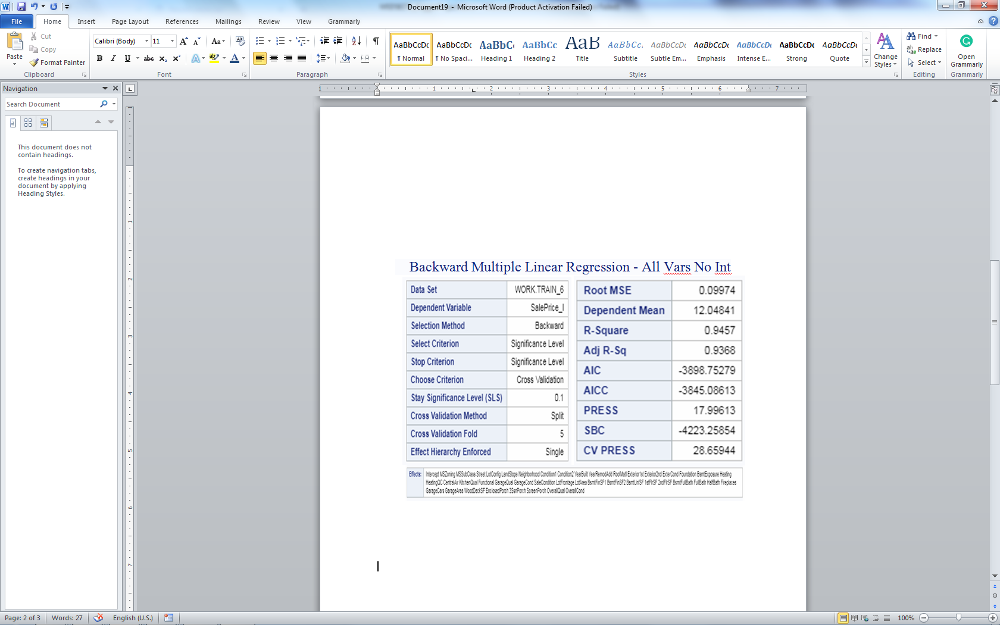 Document19 - Microsoft Word (Product Activation Failed)
File Home Insert Page Layout References Mailings Review View Grammarly
Paste
Cut
Copy
Format Painter
Clipboard
Calibri (Body) 11
Font
Paragraph
AaBbCcDc AaBbCcDc AaBbCc AaBbCc AaB AaBbCc. AaBbCcDc AaBbCcDc AaBbCcDc AaBbCcDc AaBbCcDc
¶ Normal ¶ No Spaci... Heading 1 Heading 2 Title Subtitle Subtle Em... Emphasis Intense E... Strong Quote
Change Styles
Styles
Find
Replace
Select
Editing
Open Grammarly
Grammarly
Navigation
Search Document
This document does not
contain headings.
To create navigation tabs,
create headings in your
document by applying
Heading Styles.
Backward Multiple Linear Regression - All Vars No Int
Data Set WORK.TRAIN_6
Dependent Variable SalePrice_l
Selection Method Backward
Select Criterion Significance Level
Stop Criterion Significance Level
Choose Criterion Cross Validation
Stay Significance Level (SLS) 0.1
Cross Validation Method Split
Cross Validation Fold 5
Effect Hierarchy Enforced Single
Root MSE 0.09974
Dependent Mean 12.04841
R-Square 0.9457
Adj R-Sq 0.9368
AIC -3898.75279
AICC -3845.08613
PRESS 17.99613
SBC -4223.25854
CV PRESS 28.65944
Effects: Intercept MSZoning MSSubClass Street LotConfig LandSlope Neighborhood Condition1 Condition2 YearBuilt YearRemodAdd RoofMatl Exterior1st Exterior2nd ExterCond Foundation BsmtExposure Heating
HeatingQC CentralAir KitchenQual Functional GarageQual GarageCond SaleCondition LotFrontage LotArea BsmtFinSF1 BsmtFinSF2 BsmtUnfSF 1stFlrSF 2ndFlrSF BsmtFullBath FullBath HalfBath Fireplaces
GarageCars GarageArea WoodDeckSF EnclosedPorch 3SsnPorch ScreenPorch OverallQual OverallCond
Page: 2 of 3 Words: 27 English (U.S.) 100%